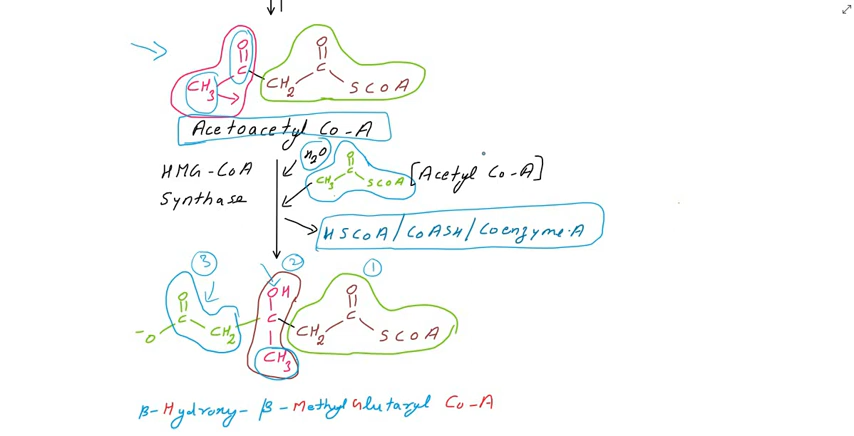 O
CH3 C CH2 C SCOA
Acetoacetyl Co-A
HMG-CoA
Synthase
H2O
O
CH3 C SCOA [Acetyl Co-A]
HSCOA/COASH/Coenzyme-A
3 2 1
O OH O
-O C CH2 C CH2 C SCOA
CH3
β-Hydroxy-β-Methyl Glutaryl Co-A